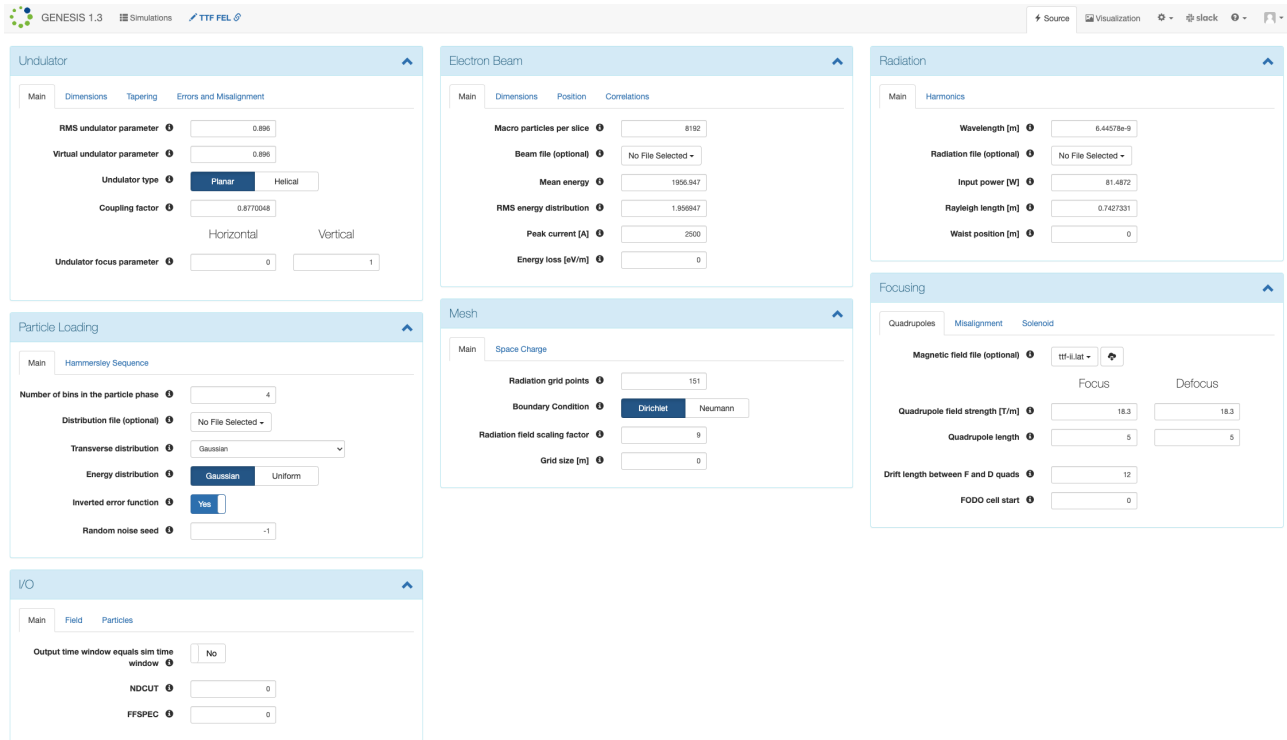 GENESIS 1.3 Simulations TTF FEL Source Visualization slack
Undulator
Main Dimensions Tapering Errors and Misalignment
RMS undulator parameter 0.896
Virtual undulator parameter 0.896
Undulator type Planar Helical
Coupling factor 0.8770048
Horizontal Vertical
Undulator focus parameter 0 1
Particle Loading
Main Hammersley Sequence
Number of bins in the particle phase 4
Distribution file (optional) No File Selected
Transverse distribution Gaussian
Energy distribution Gaussian Uniform
Inverted error function Yes
Random noise seed -1
I/O
Main Field Particles
Output time window equals sim time
window No
NDCUT 0
FFSPEC 0
Electron Beam
Main Dimensions Position Correlations
Macro particles per slice 8192
Beam file (optional) No File Selected
Mean energy 1956.947
RMS energy distribution 1.956947
Peak current [A] 2500
Energy loss [eV/m] 0
Mesh
Main Space Charge
Radiation grid points 151
Boundary Condition Dirichlet Neumann
Radiation field scaling factor 9
Grid size [m] 0
Radiation
Main Harmonics
Wavelength [m] 6.44578e-9
Radiation file (optional) No File Selected
Input power [W] 81.4872
Rayleigh length [m] 0.7427331
Waist position [m] 0
Focusing
Quadrupoles Misalignment Solenoid
Magnetic field file (optional) ttf-ii.lat
Focus Defocus
Quadrupole field strength [T/m] 18.3 18.3
Quadrupole length 5 5
Drift length between F and D quads 12
FODO cell start 0